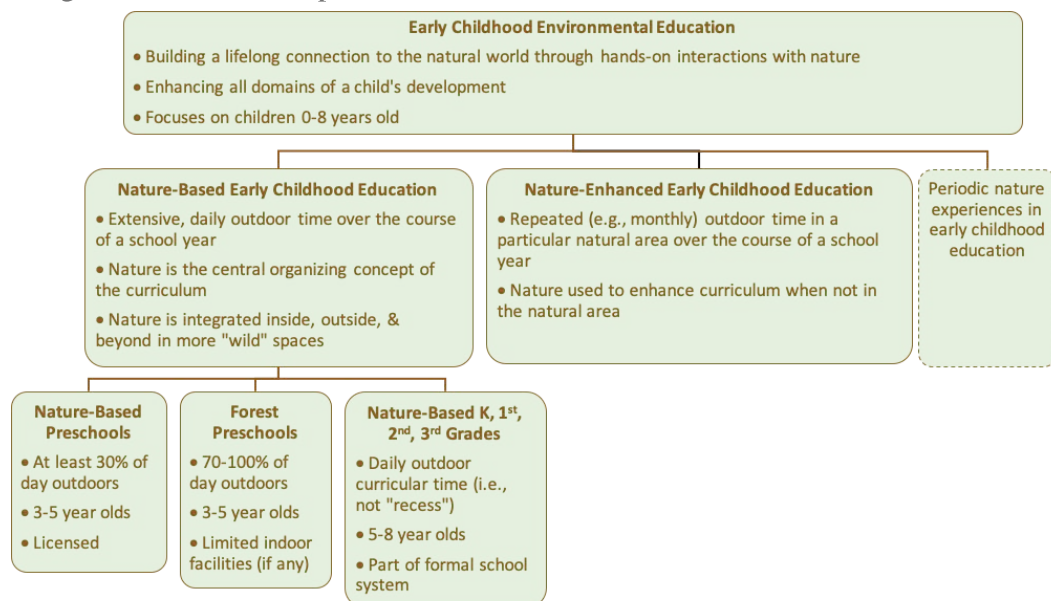 Early Childhood Environmental Education
• Building a lifelong connection to the natural world through hands-on interactions with nature
• Enhancing all domains of a child's development
• Focuses on children 0-8 years old
Nature-Based Early Childhood Education
• Extensive, daily outdoor time over the course
of a school year
• Nature is the central organizing concept of
the curriculum
• Nature is integrated inside, outside, &
beyond in more "wild" spaces
Nature-Enhanced Early Childhood Education
• Repeated (e.g., monthly) outdoor time in a
particular natural area over the course of a school
year
• Nature used to enhance curriculum when not in
the natural area
Periodic nature
experiences in
early childhood
education
Nature-Based
Preschools
• At least 30% of
day outdoors
• 3-5 year olds
• Licensed
Forest
Preschools
• 70-100% of
day outdoors
• 3-5 year olds
• Limited indoor
facilities (if any)
Nature-Based K, 1st,
2nd, 3rd Grades
• Daily outdoor
curricular time (i.e.,
not "recess")
• 5-8 year olds
• Part of formal school
system